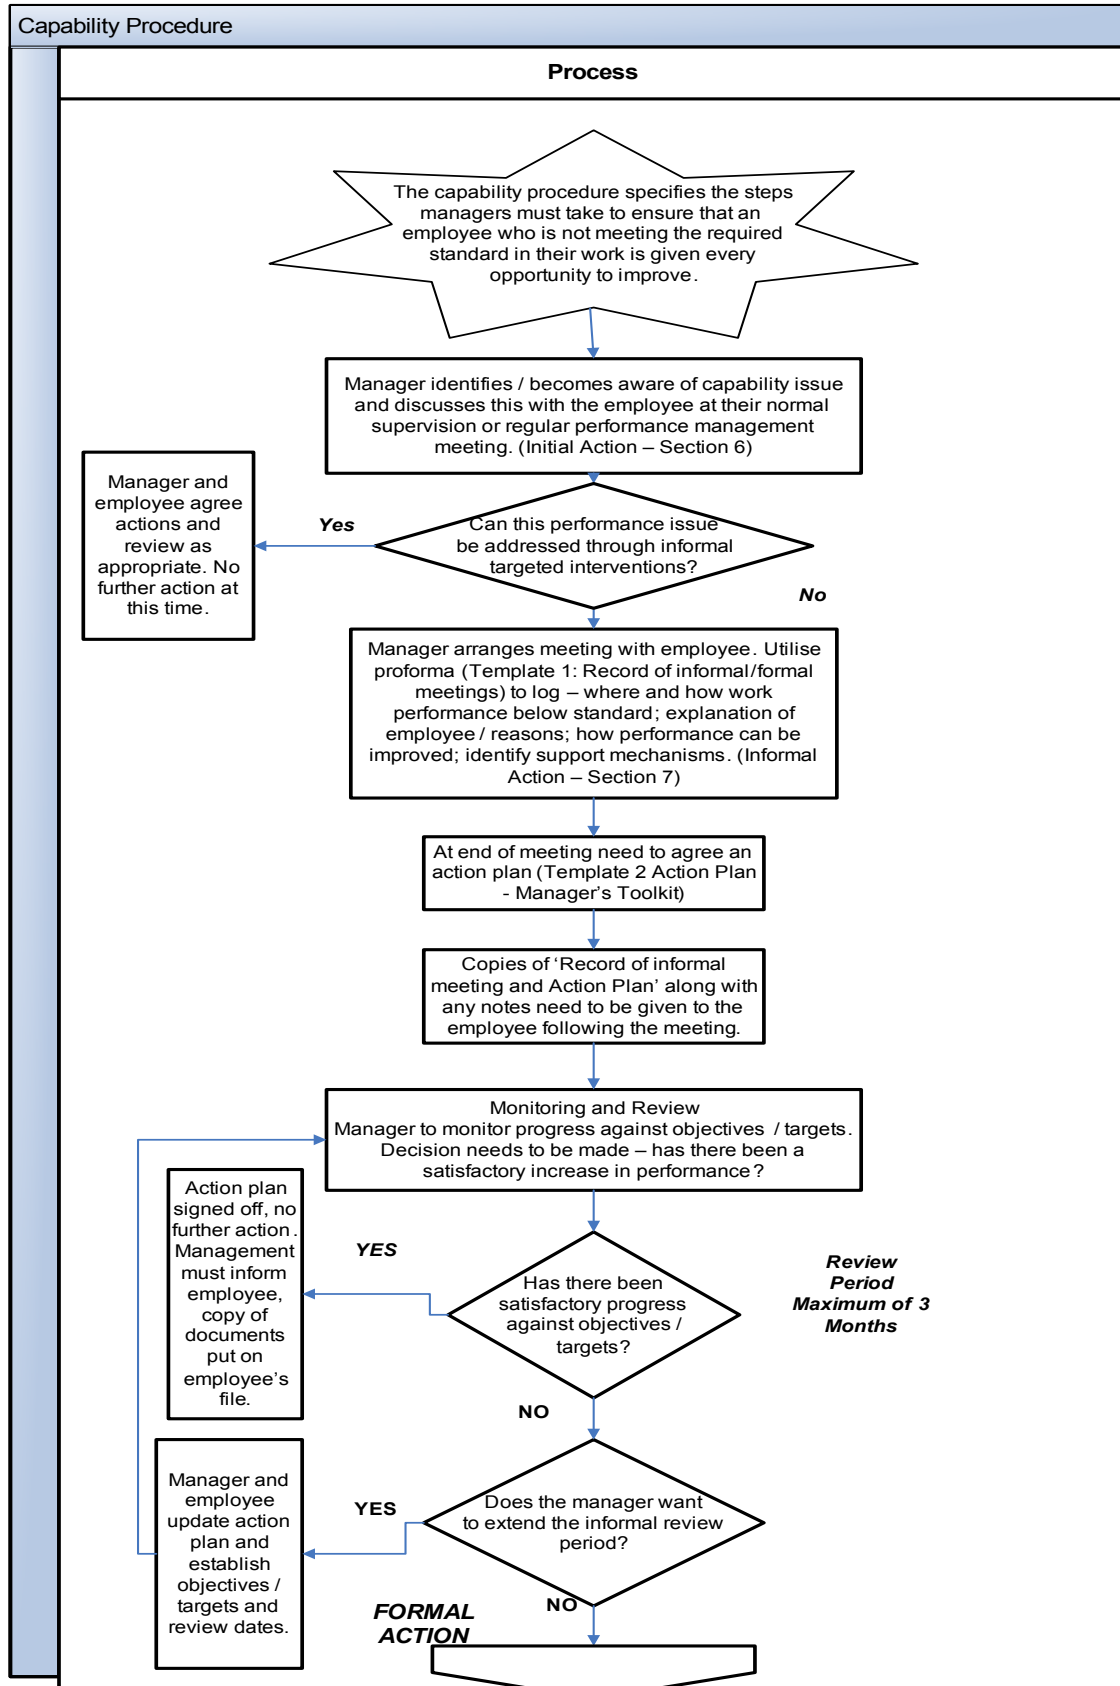 Capability Procedure
Process
The capability procedure specifies the steps
managers must take to ensure that an
employee who is not meeting the required
standard in their work is given every
opportunity to improve.
Manager identifies / becomes aware of capability issue
and discusses this with the employee at their normal
supervision or regular performance management
meeting. (Initial Action – Section 6)
Manager and
employee agree
actions and
review as
appropriate. No
further action at
this time.
Yes
Can this performance issue
be addressed through informal
targeted interventions?
No
Manager arranges meeting with employee. Utilise
proforma (Template 1: Record of informal/formal
meetings) to log – where and how work
performance below standard; explanation of
employee / reasons; how performance can be
improved; identify support mechanisms. (Informal
Action – Section 7)
At end of meeting need to agree an
action plan (Template 2 Action Plan
- Manager's Toolkit)
Copies of ‘Record of informal
meeting and Action Plan’ along with
any notes need to be given to the
employee following the meeting.
Monitoring and Review
Manager to monitor progress against objectives / targets.
Decision needs to be made – has there been a
satisfactory increase in performance?
Action plan
signed off, no
further action.
Management
must inform
employee,
copy of
documents
put on
employee’s
file.
YES
Has there been
satisfactory progress
against objectives /
targets?
Review
Period
Maximum of 3
Months
NO
Manager and
employee
update action
plan and
establish
objectives /
targets and
review dates.
YES
Does the manager want
to extend the informal review
period?
NO
FORMAL
ACTION